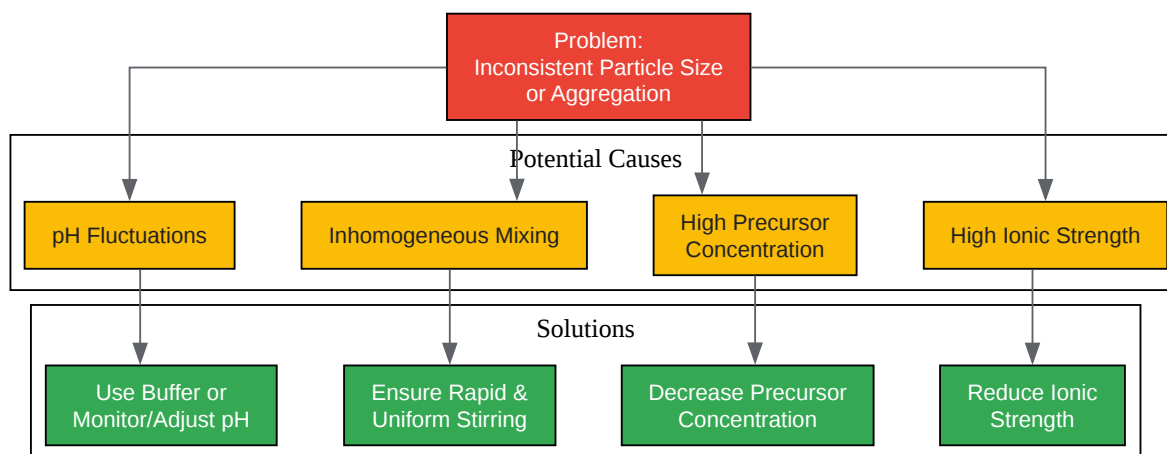 Problem:
Inconsistent Particle Size
or Aggregation
Potential Causes
pH Fluctuations
Inhomogeneous Mixing
High Precursor
Concentration
High Ionic Strength
Solutions
Use Buffer or
Monitor/Adjust pH
Ensure Rapid &
Uniform Stirring
Decrease Precursor
Concentration
Reduce Ionic
Strength